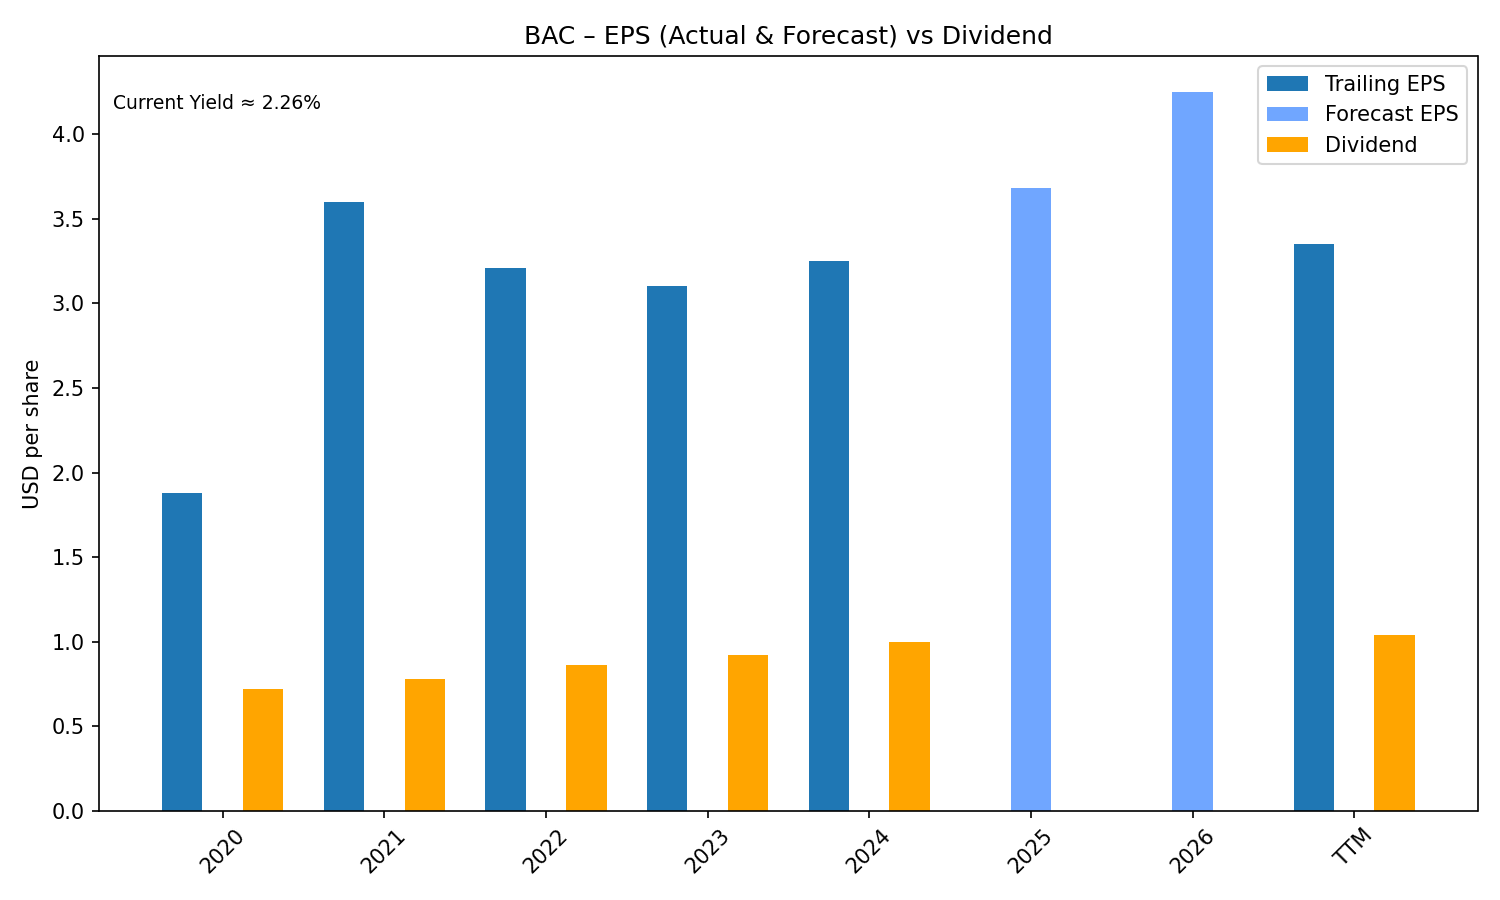 BAC – EPS (Actual & Forecast) vs Dividend
Current Yield ≈ 2.26%
Trailing EPS
Forecast EPS
Dividend
USD per share
4.0
3.5
3.0
2.5
2.0
1.5
1.0
0.5
0.0
2020
2021
2022
2023
2024
2025
2026
TTM